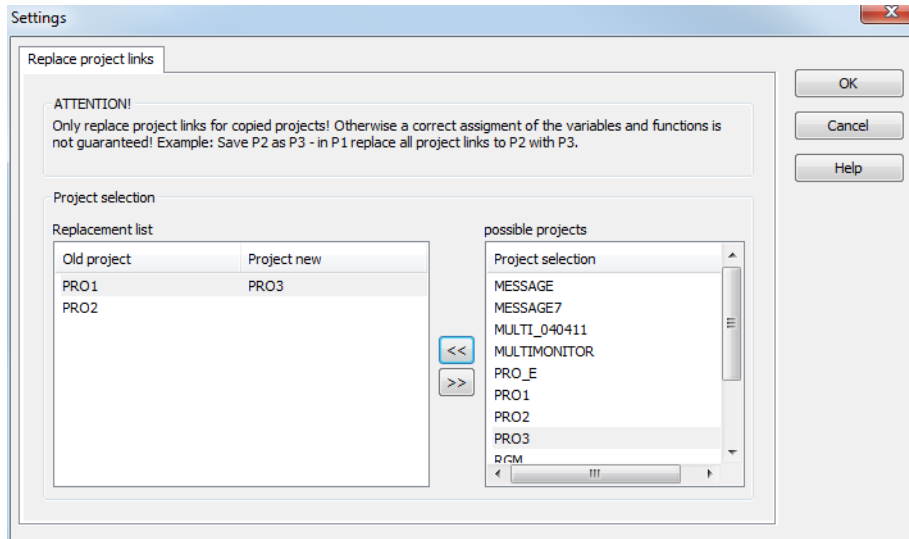 Settings
Replace project links
OK
Cancel
Help
ATTENTION!
Only replace project links for copied projects! Otherwise a correct assigment of the variables and functions is
not guaranteed! Example: Save P2 as P3 - in P1 replace all project links to P2 with P3.
Project selection
Replacement list
Old project Project new
PRO1 PRO3
PRO2
<<
>>
possible projects
Project selection
MESSAGE
MESSAGE7
MULTI_040411
MULTIMONITOR
PRO_E
PRO1
PRO2
PRO3
RGM